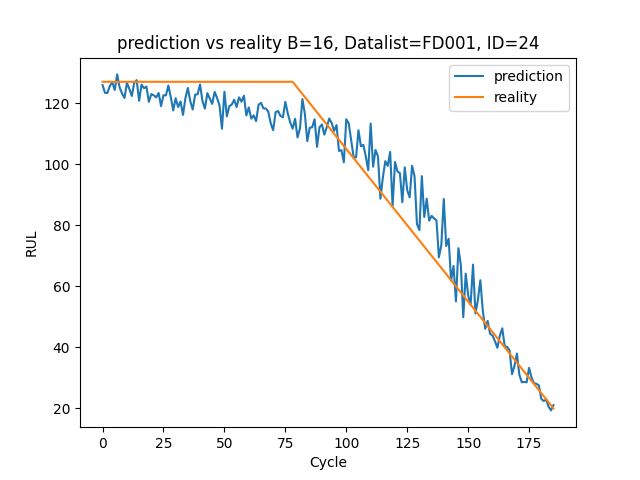 prediction vs reality B=16, Datalist=FD001, ID=24
prediction
reality
120
100
80
60
40
20
RUL
0 25 50 75 100 125 150 175
Cycle